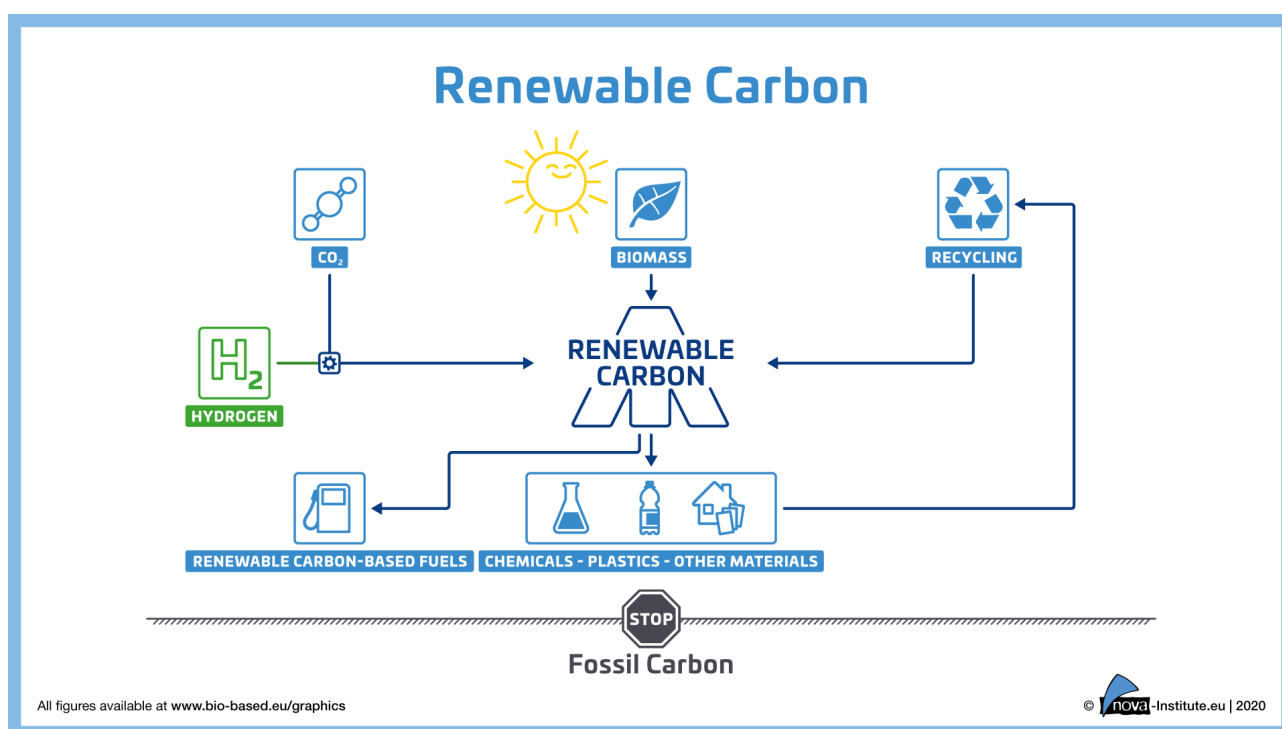 Renewable Carbon
CO₂
BIOMASS
RECYCLING
H₂
HYDROGEN
RENEWABLE
CARBON
RENEWABLE CARBON-BASED FUELS
CHEMICALS - PLASTICS - OTHER MATERIALS
STOP
Fossil Carbon
All figures available at www.bio-based.eu/graphics
© nova-Institute.eu | 2020